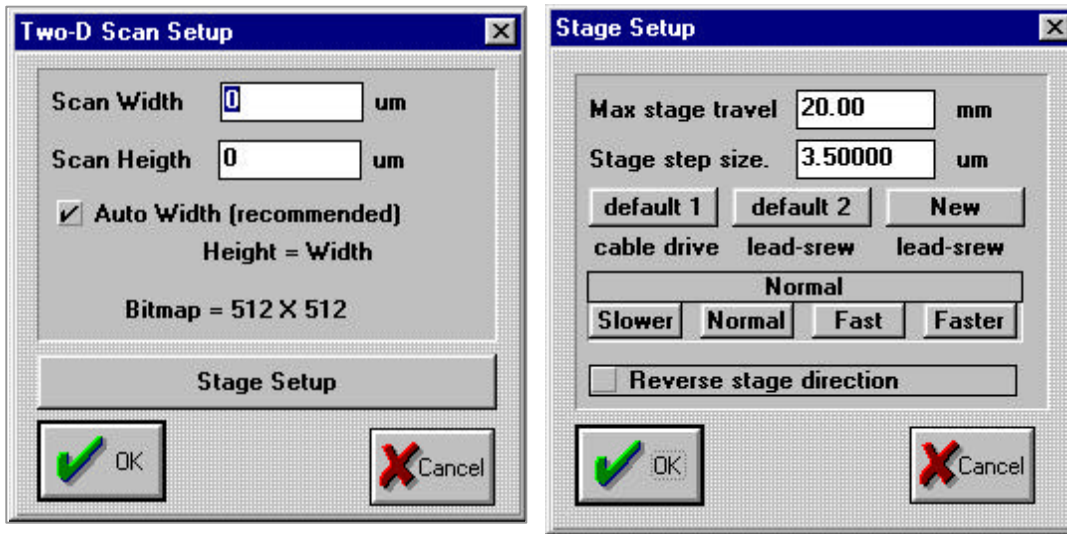 Two-D Scan Setup
Scan Width 0 um
Scan Heigth 0 um
Auto Width (recommended)
Height = Width
Bitmap = 512 X 512
Stage Setup
OK Cancel
Stage Setup
Max stage travel 20.00 mm
Stage step size. 3.50000 um
default 1 default 2 New
cable drive lead-srew lead-srew
Normal
Slower Normal Fast Faster
Reverse stage direction
OK Cancel